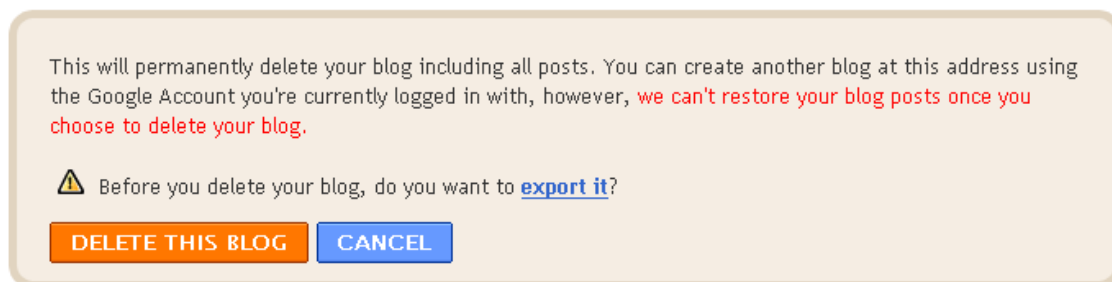 This will permanently delete your blog including all posts. You can create another blog at this address using
the Google Account you're currently logged in with, however, we can't restore your blog posts once you
choose to delete your blog.
Before you delete your blog, do you want to export it?
DELETE THIS BLOG CANCEL